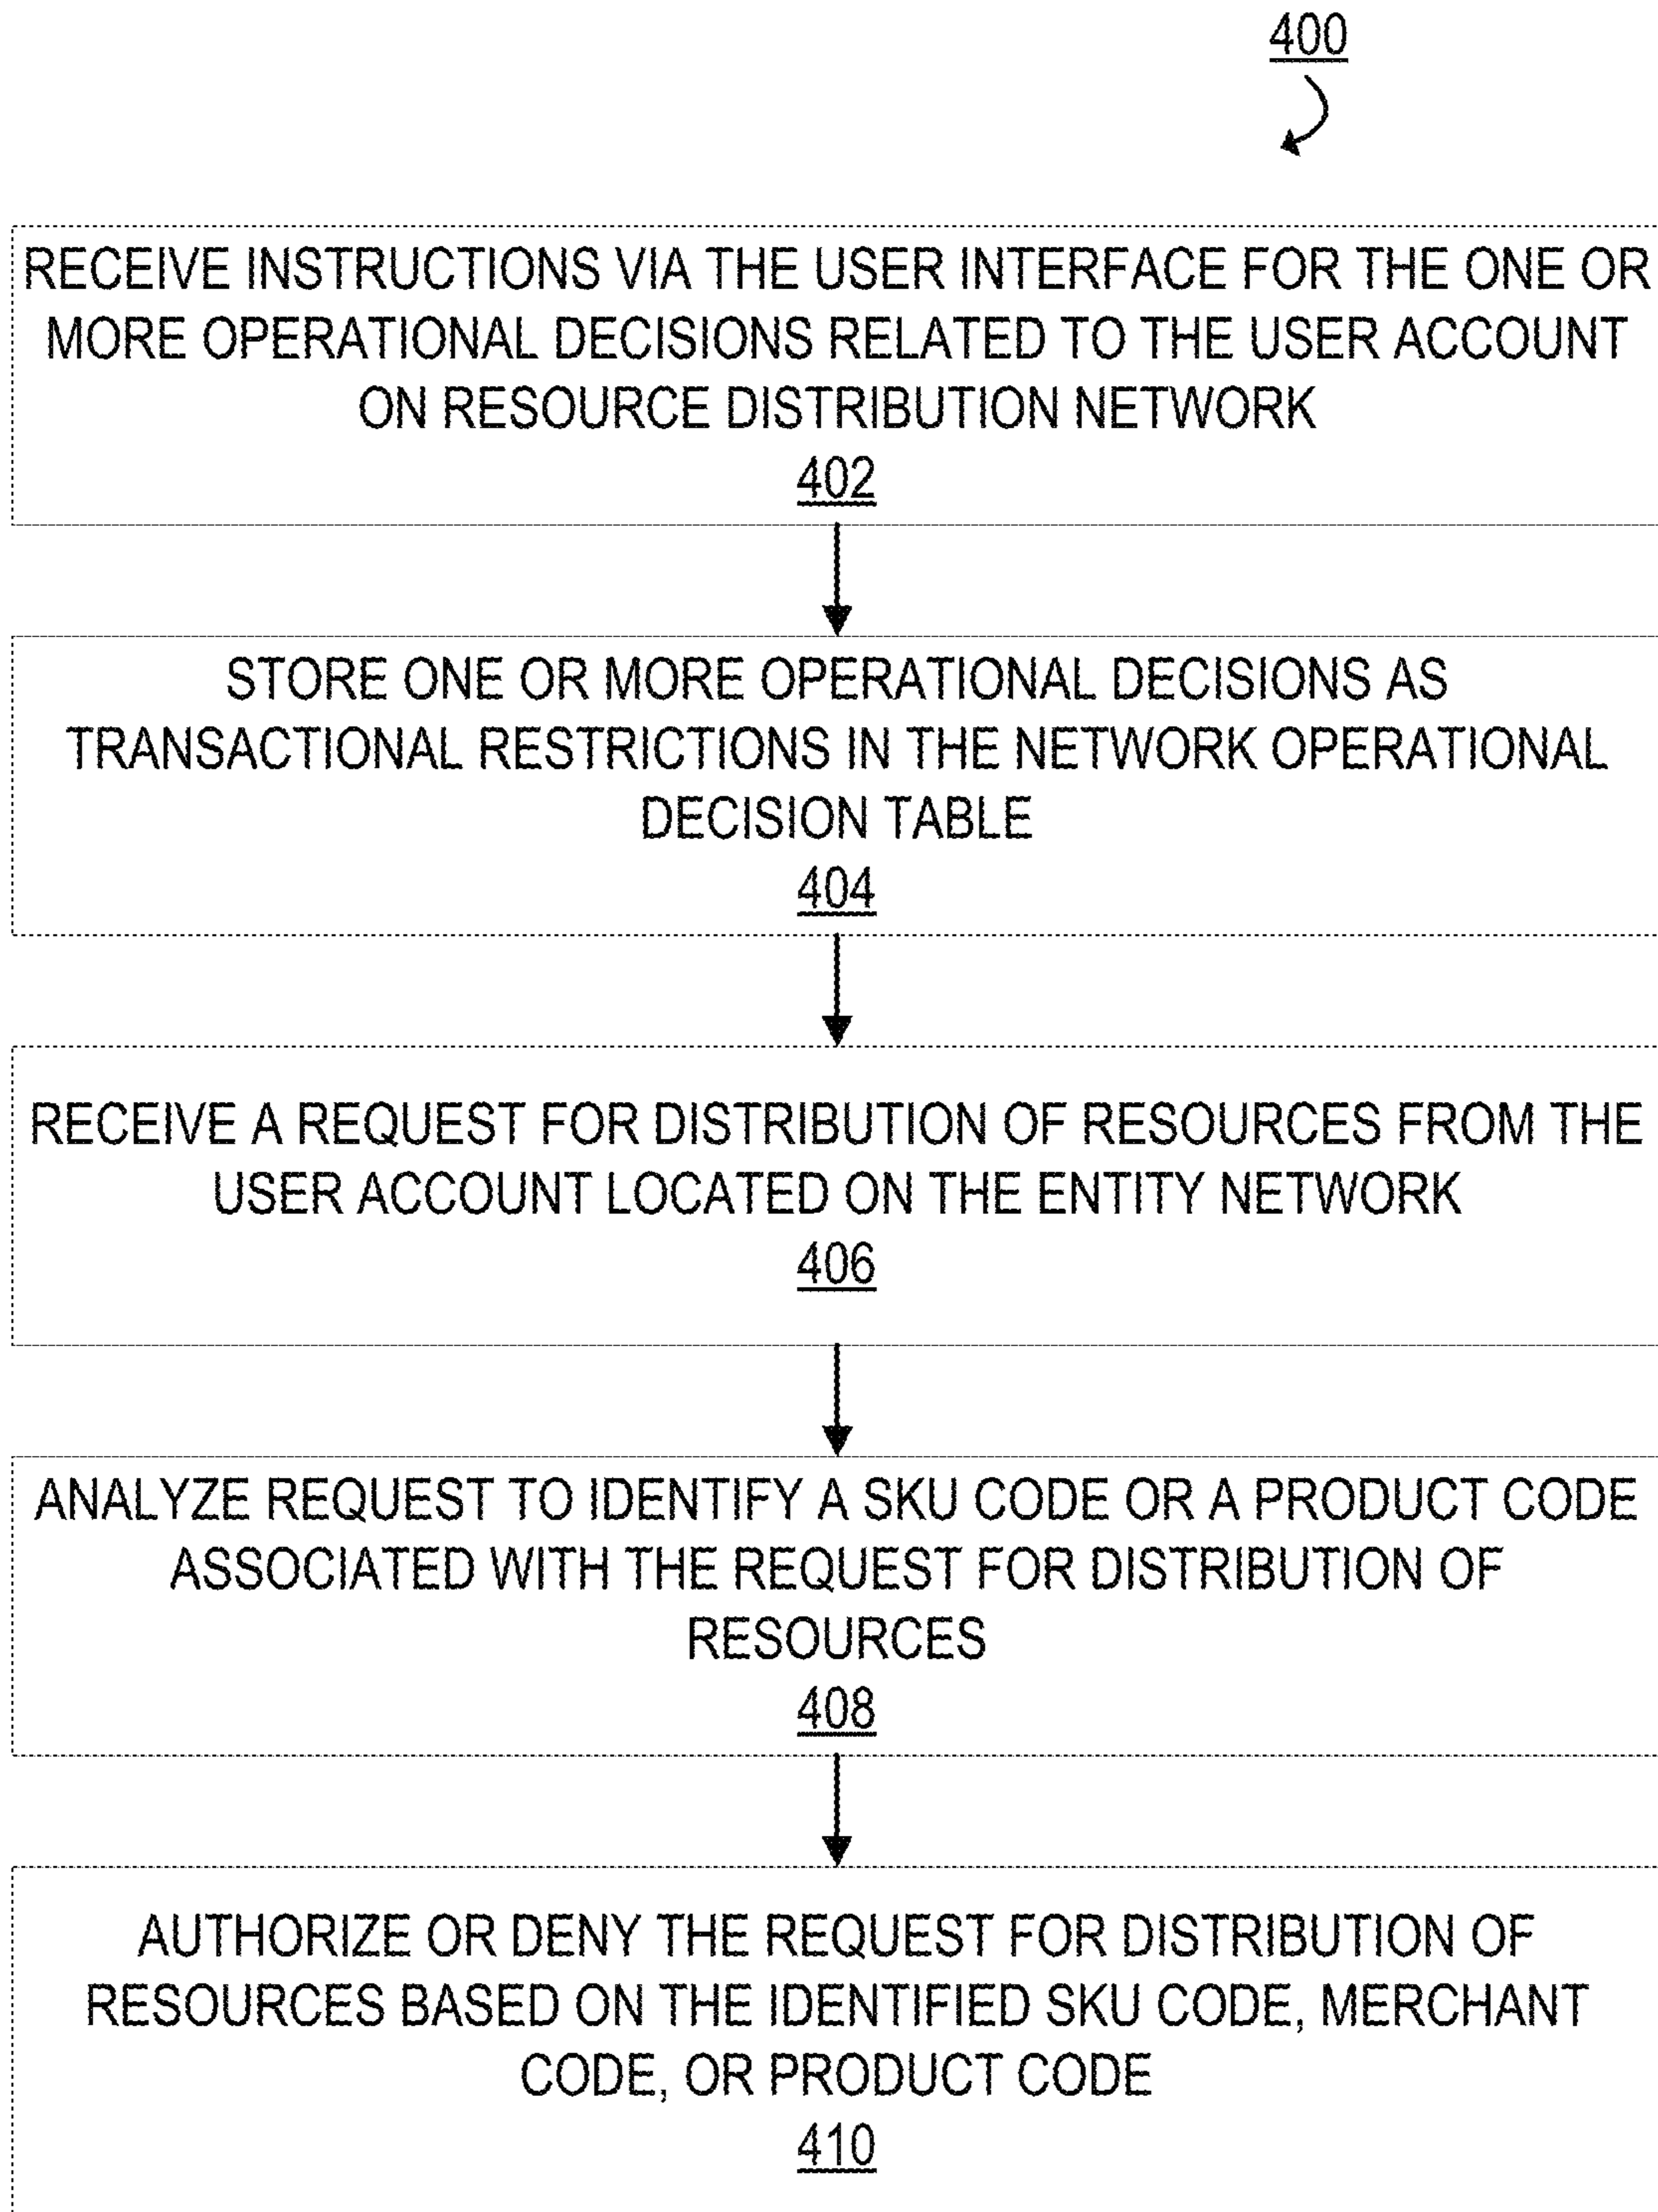 400
RECEIVE INSTRUCTIONS VIA THE USER INTERFACE FOR THE ONE OR
MORE OPERATIONAL DECISIONS RELATED TO THE USER ACCOUNT
ON RESOURCE DISTRIBUTION NETWORK
402
STORE ONE OR MORE OPERATIONAL DECISIONS AS
TRANSACTIONAL RESTRICTIONS IN THE NETWORK OPERATIONAL
DECISION TABLE
404
RECEIVE A REQUEST FOR DISTRIBUTION OF RESOURCES FROM THE
USER ACCOUNT LOCATED ON THE ENTITY NETWORK
406
ANALYZE REQUEST TO IDENTIFY A SKU CODE OR A PRODUCT CODE
ASSOCIATED WITH THE REQUEST FOR DISTRIBUTION OF
RESOURCES
408
AUTHORIZE OR DENY THE REQUEST FOR DISTRIBUTION OF
RESOURCES BASED ON THE IDENTIFIED SKU CODE, MERCHANT
CODE, OR PRODUCT CODE
410